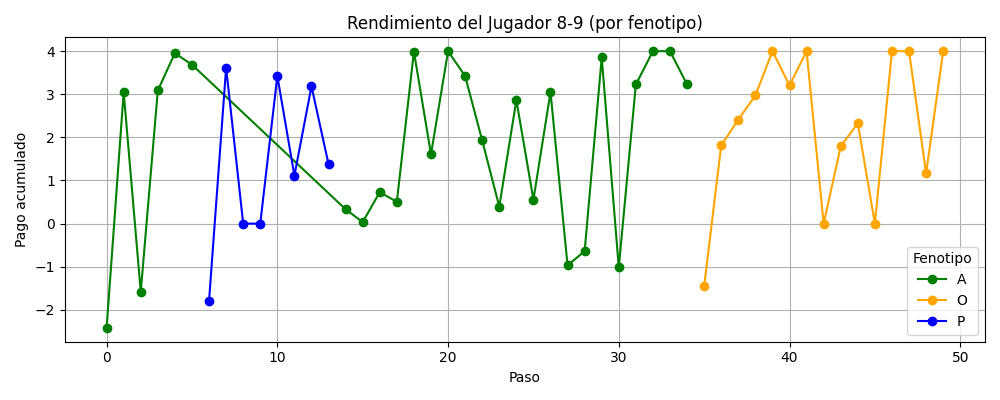 Rendimiento del Jugador 8-9 (por fenotipo)
Pago acumulado
4
3
2
1
0
−1
−2
0
10
20
30
40
50
Paso
Fenotipo
A
O
P